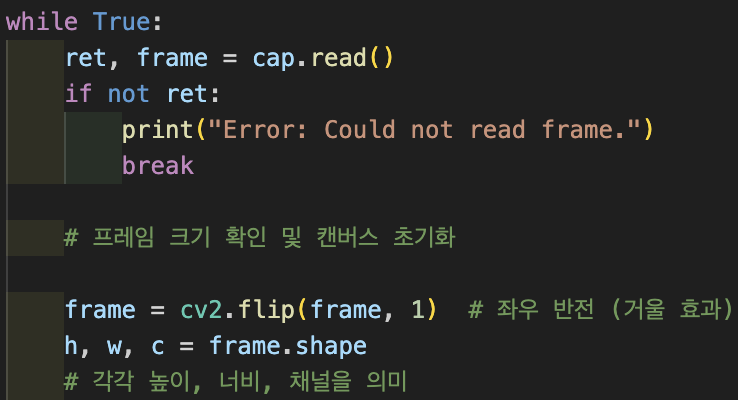 while True:
    ret, frame = cap.read()
    if not ret:
        print("Error: Could not read frame.")
        break

    # 프레임 크기 확인 및 캔버스 초기화

    frame = cv2.flip(frame, 1)  # 좌우 반전 (거울 효과)
    h, w, c = frame.shape
    # 각각 높이, 너비, 채널을 의미